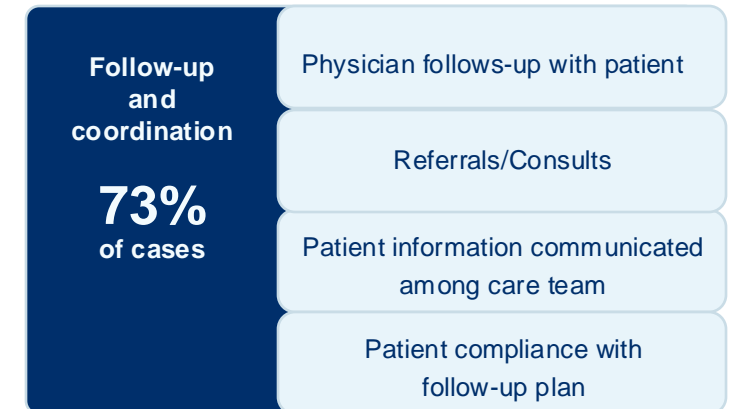 Follow-up
and
coordination
73%
of cases
Physician follows-up with patient
Referrals/Consults
Patient information communicated
among care team
Patient compliance with
follow-up plan